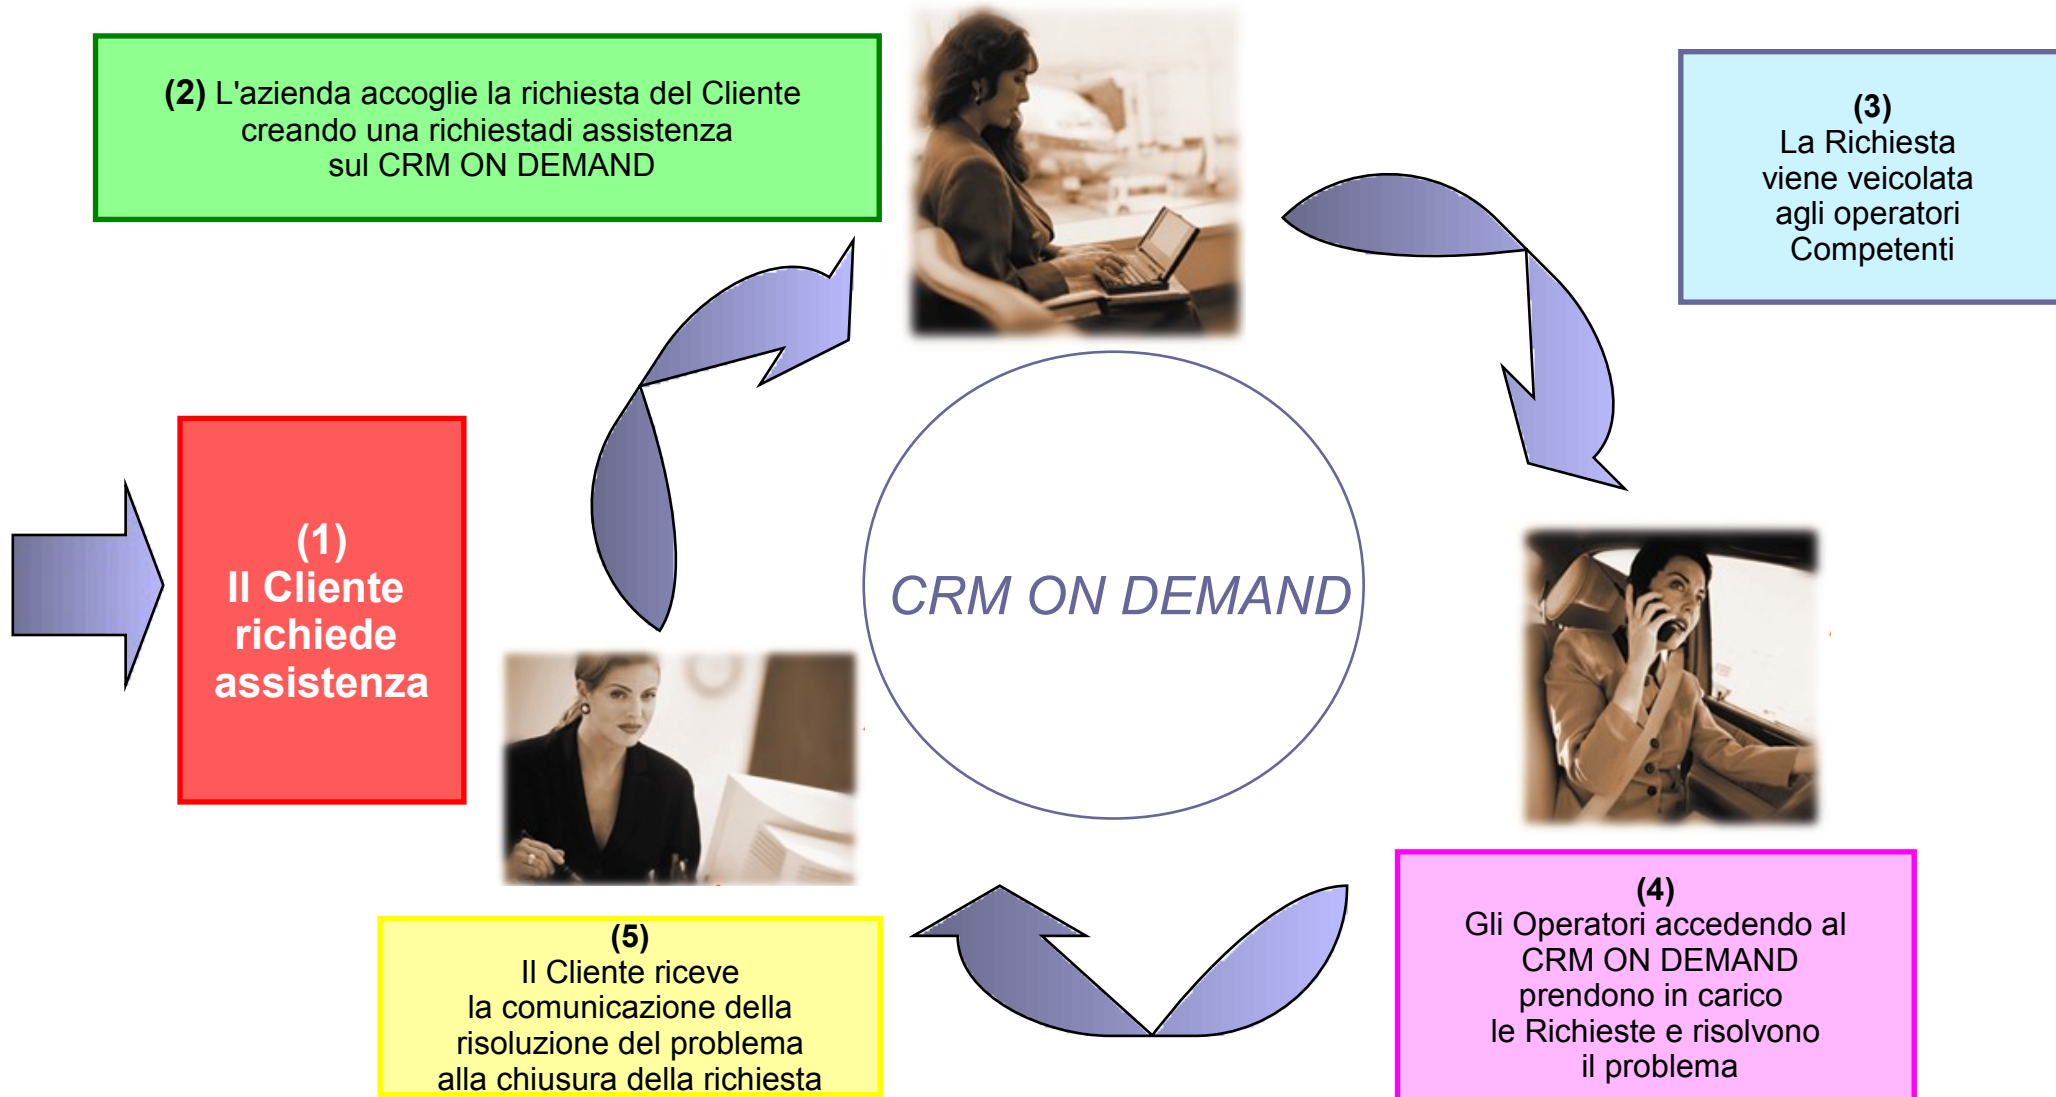 (1)
Il Cliente
richiede
assistenza
(2) L'azienda accoglie la richiesta del Cliente
creando una richiestadi assistenza
sul CRM ON DEMAND
(3)
La Richiesta
viene veicolata
agli operatori
Competenti
CRM ON DEMAND
(4)
Gli Operatori accedendo al
CRM ON DEMAND
prendono in carico
le Richieste e risolvono
il problema
(5)
Il Cliente riceve
la comunicazione della
risoluzione del problema
alla chiusura della richiesta